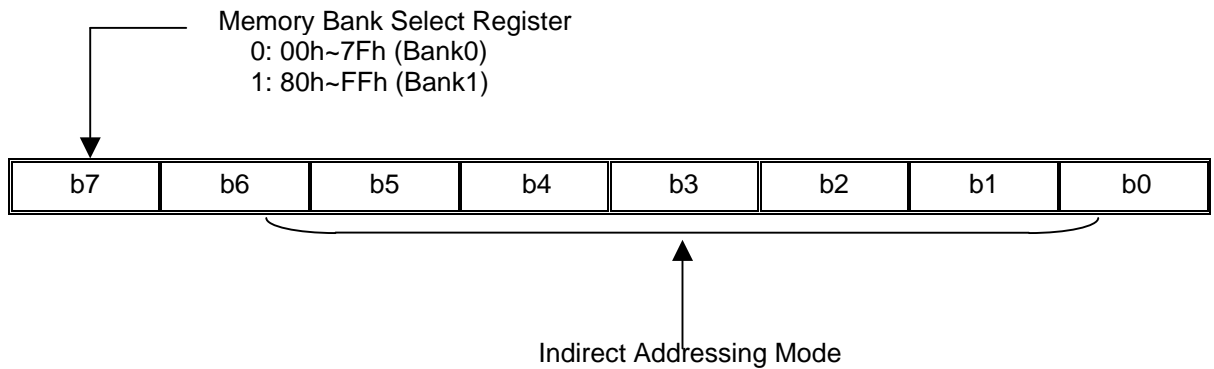 Memory Bank Select Register
0: 00h~7Fh (Bank0)
1: 80h~FFh (Bank1)
b7 b6 b5 b4 b3 b2 b1 b0
Indirect Addressing Mode